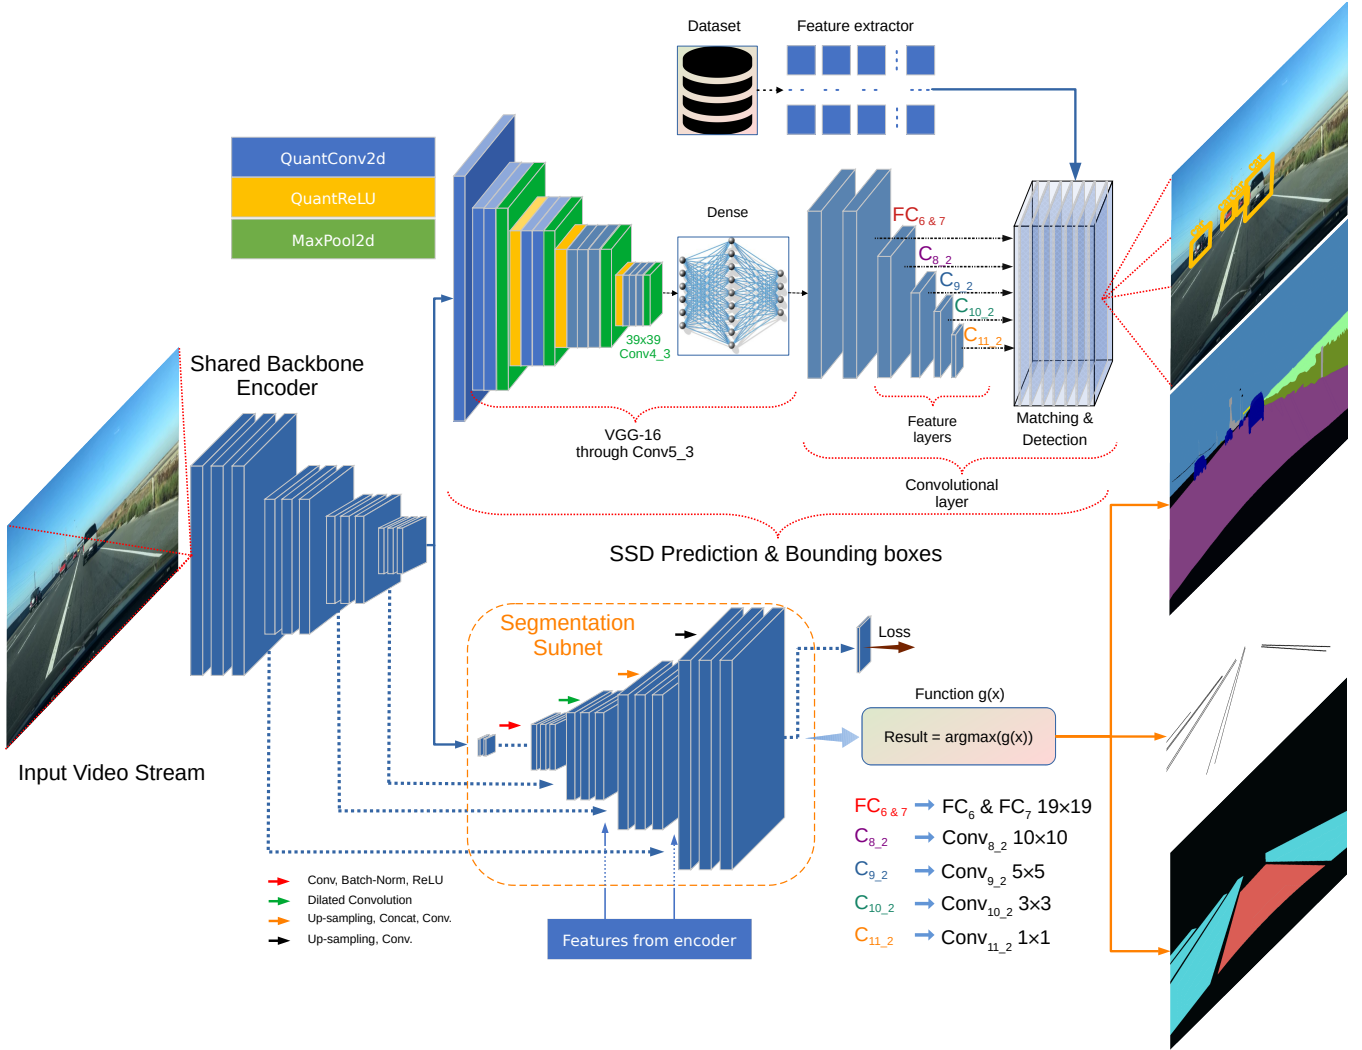 Dataset
Feature extractor
QuantConv2d
QuantReLU
MaxPool2d
Dense
FC6 & 7
C8_2
C9_2
C10_2
C11_2
39x39
Conv4_3
Shared Backbone
Encoder
VGG-16
through Conv5_3
Feature
layers
Matching &
Detection
Convolutional
layer
SSD Prediction & Bounding boxes
Segmentation
Subnet
Loss
Function g(x)
Result = argmax(g(x))
Input Video Stream
FC6 & 7 FC6 & FC7 19×19
C8_2 Conv8_2 10×10
C9_2 Conv9_2 5×5
C10_2 Conv10_2 3×3
C11_2 Conv11_2 1×1
Conv, Batch-Norm, ReLU
Dilated Convolution
Up-sampling, Concat, Conv.
Up-sampling, Conv.
Features from encoder